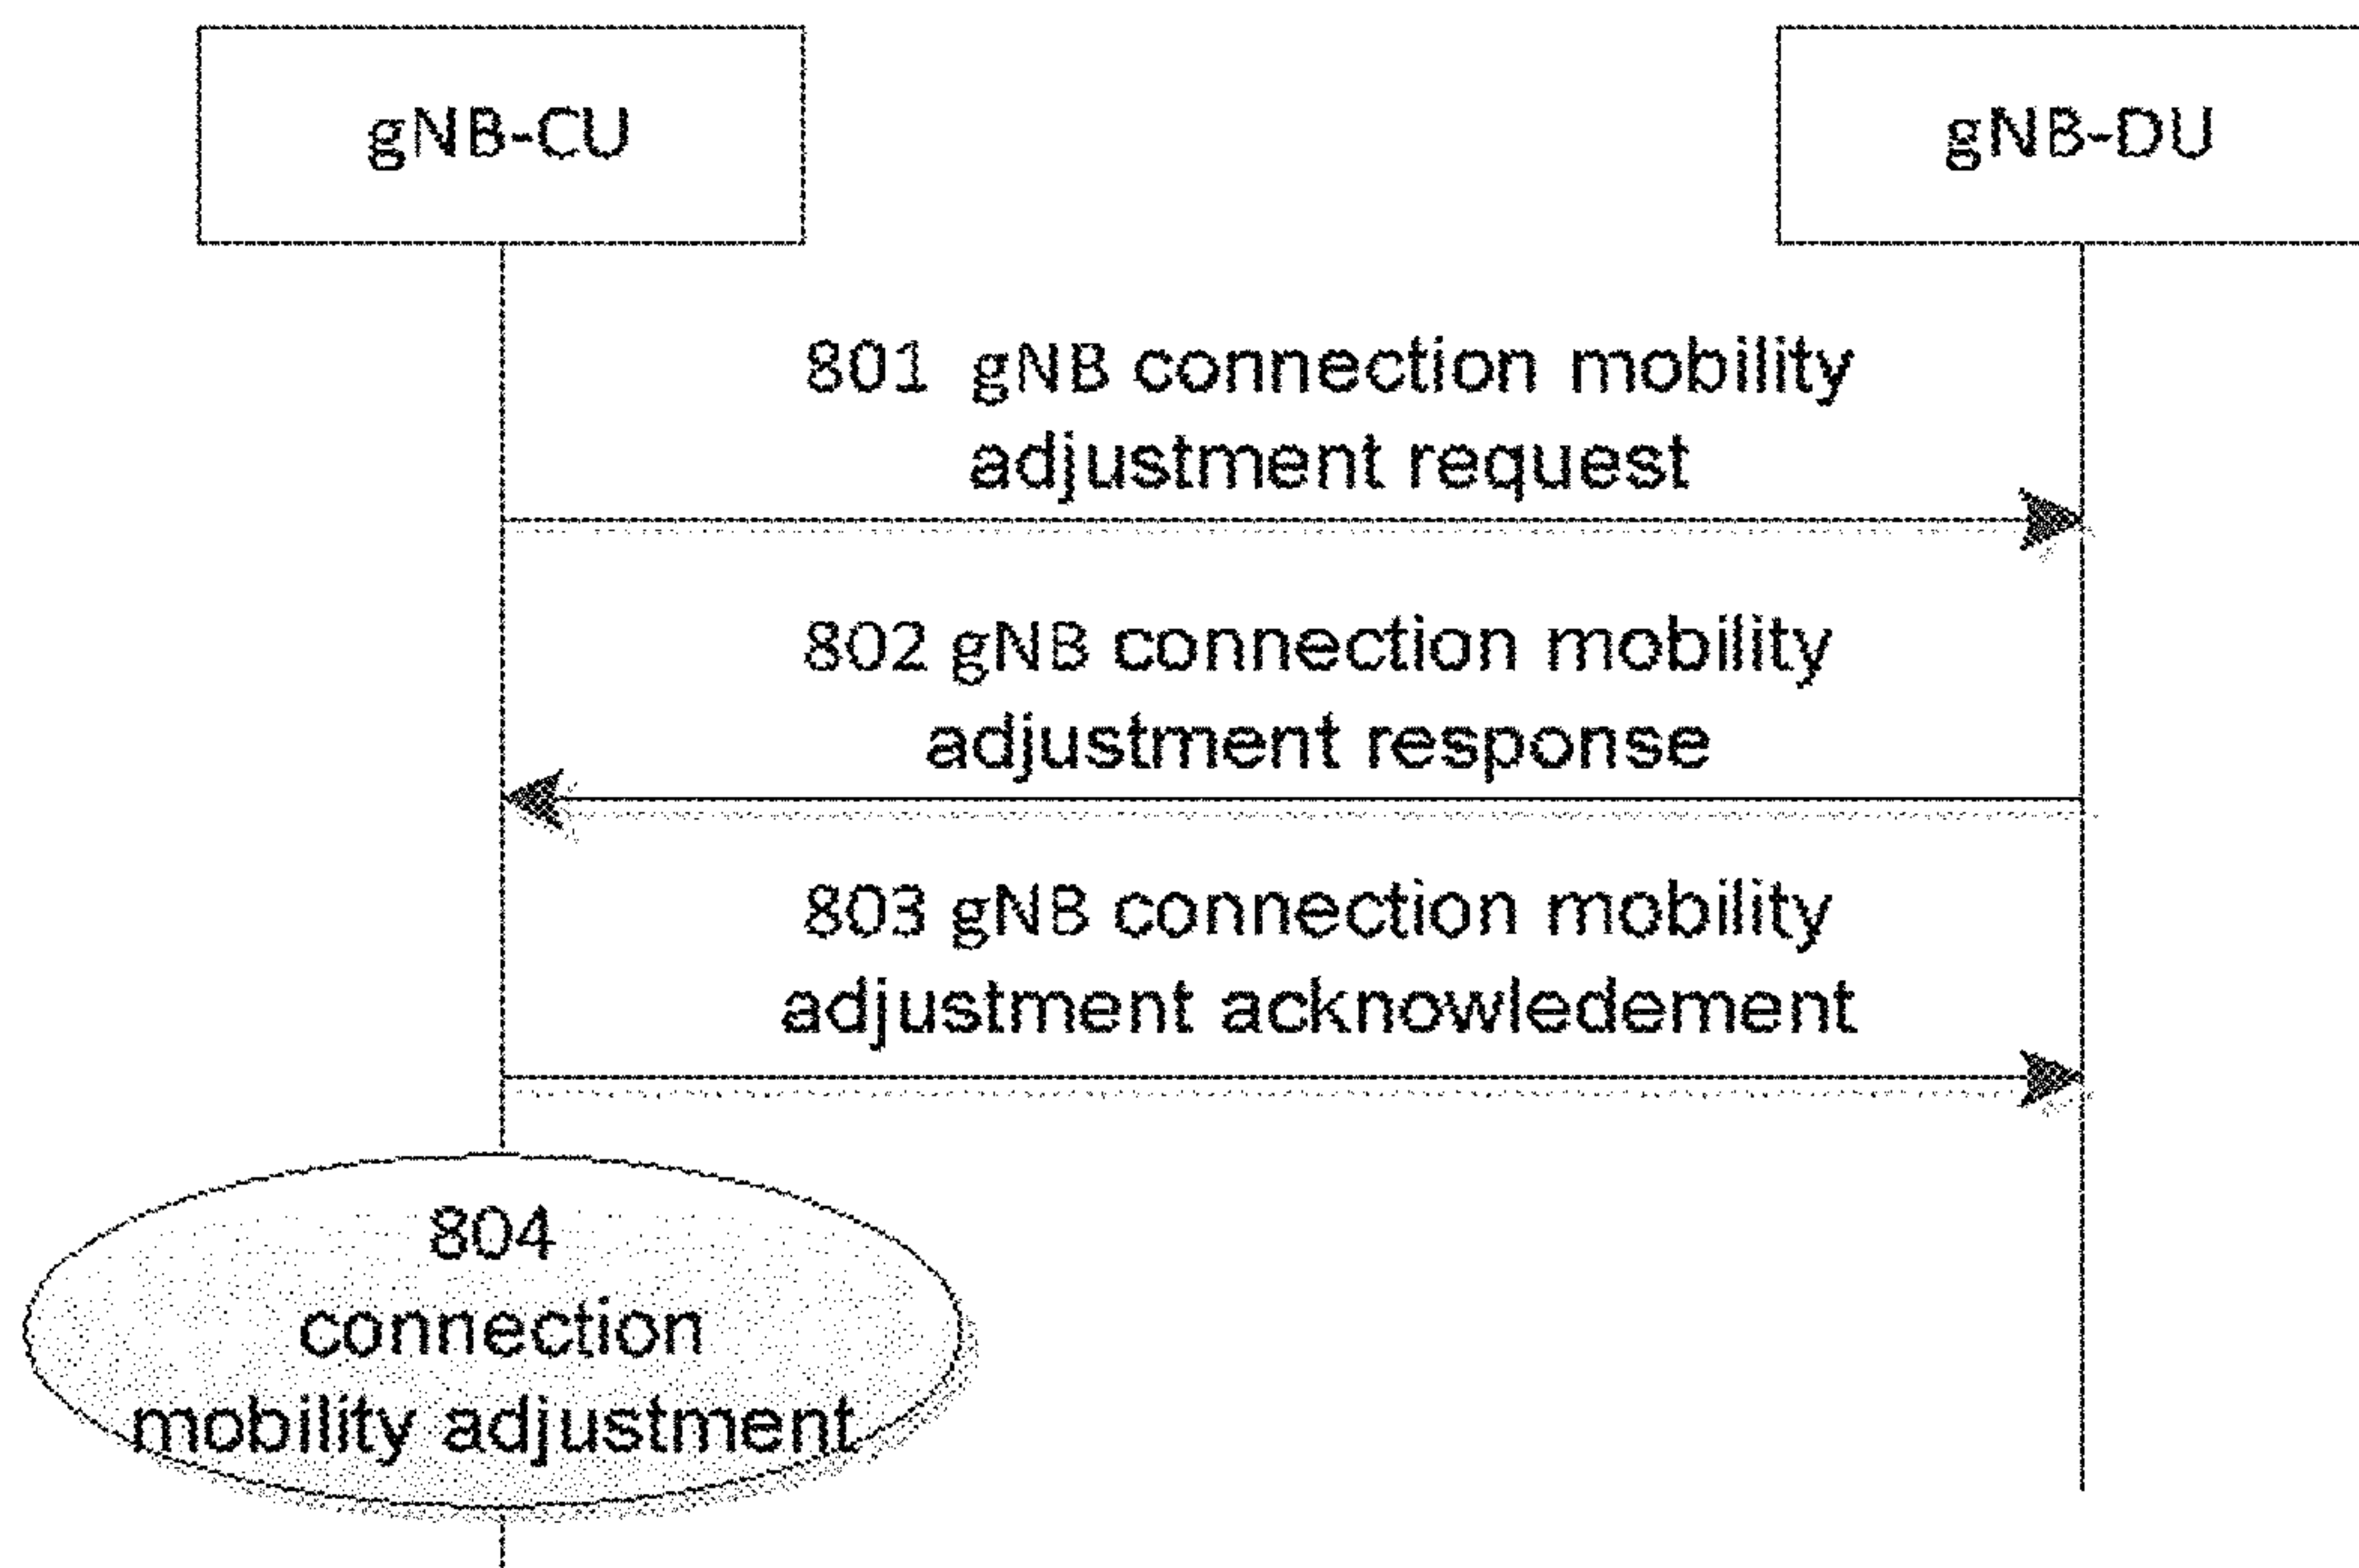 gNB-CU
gNB-DU
801 gNB connection mobility
adjustment request
802 gNB connection mobility
adjustment response
803 gNB connection mobility
adjustment acknowledement
804
connection
mobility adjustment